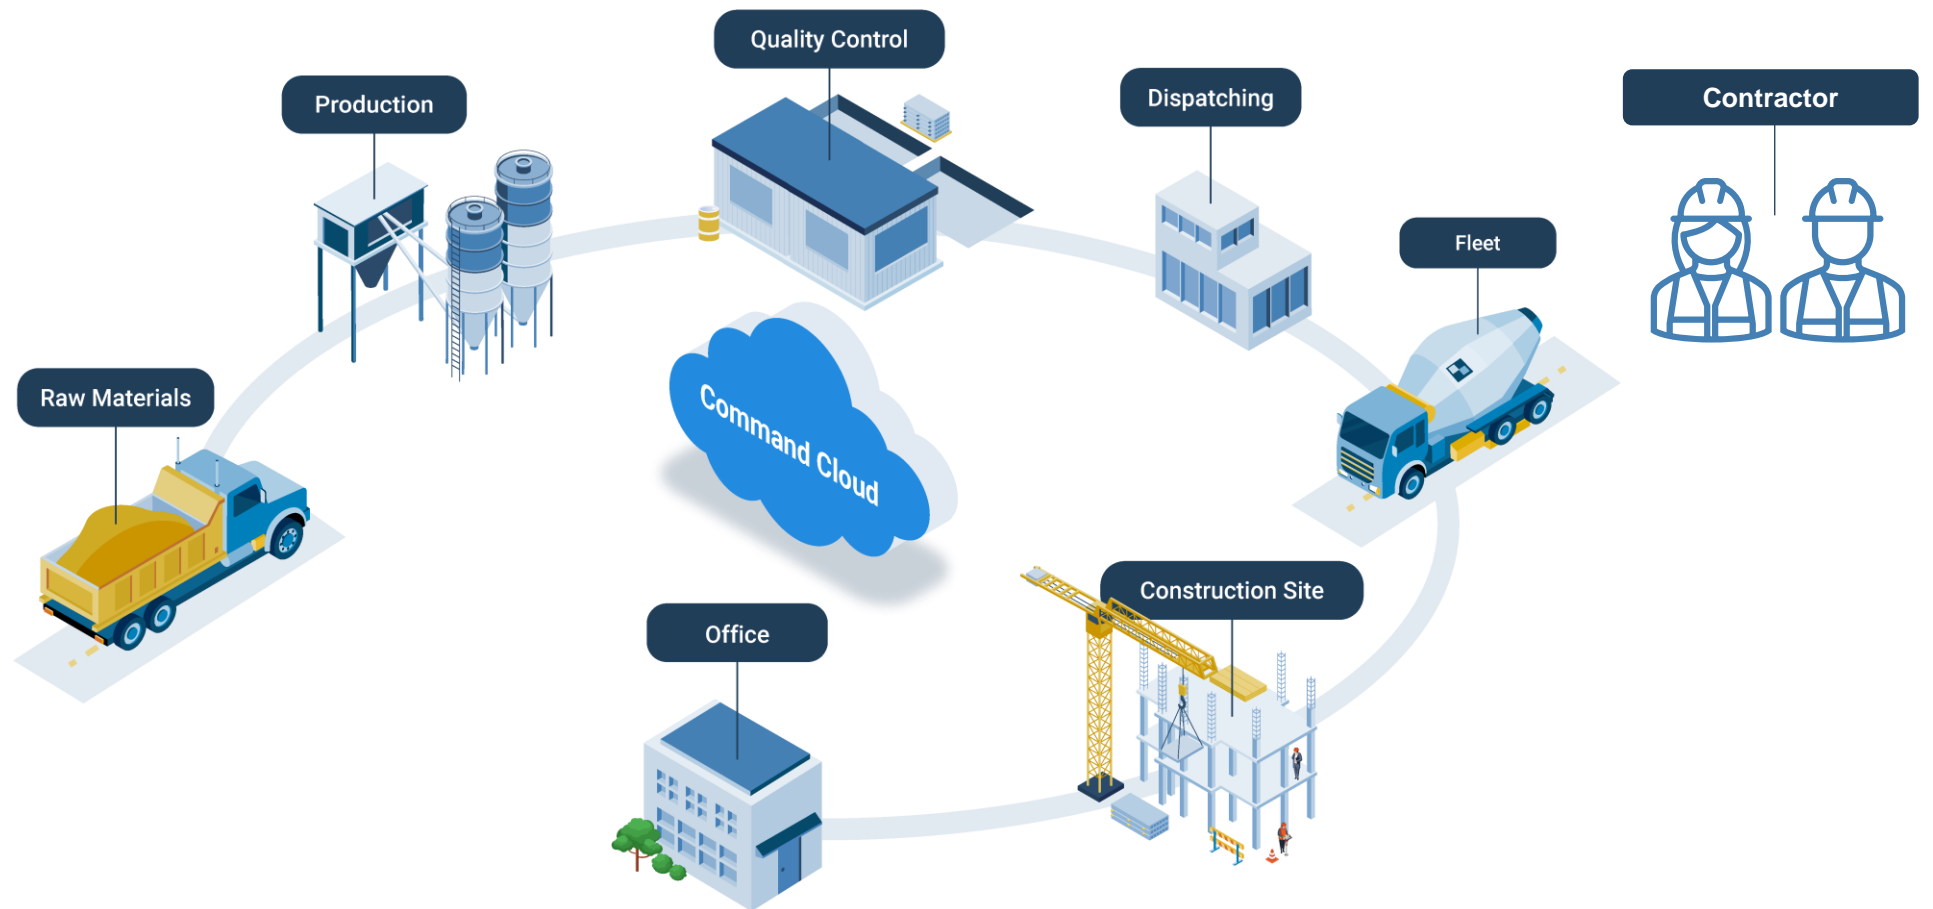 Quality Control
Production
Dispatching
Contractor
Fleet
Raw Materials
Command Cloud
Construction Site
Office